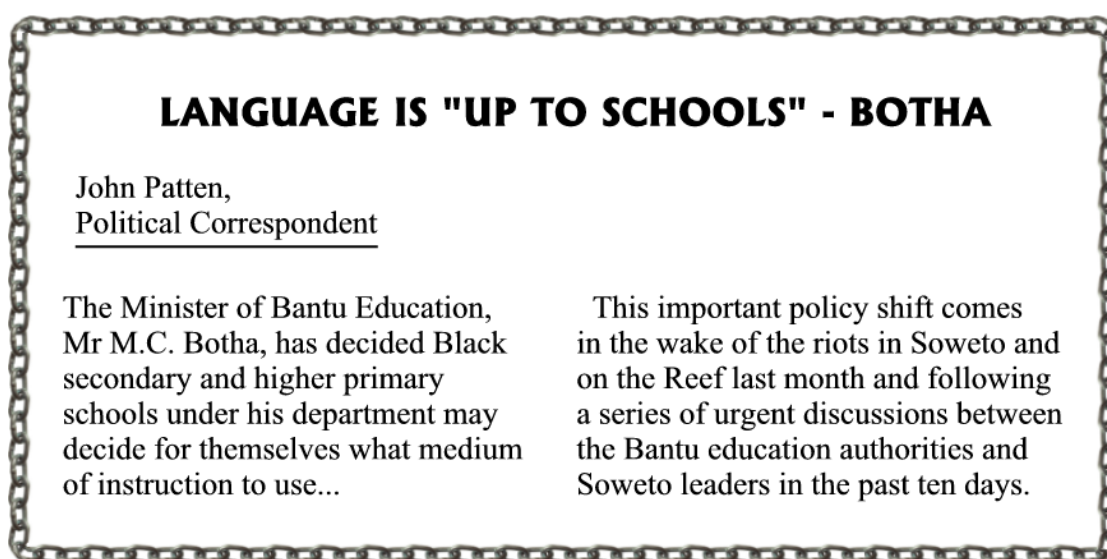 LANGUAGE IS "UP TO SCHOOLS" - BOTHA
John Patten,
Political Correspondent
The Minister of Bantu Education,
Mr M.C. Botha, has decided Black
secondary and higher primary
schools under his department may
decide for themselves what medium
of instruction to use...
This important policy shift comes
in the wake of the riots in Soweto and
on the Reef last month and following
a series of urgent discussions between
the Bantu education authorities and
Soweto leaders in the past ten days.